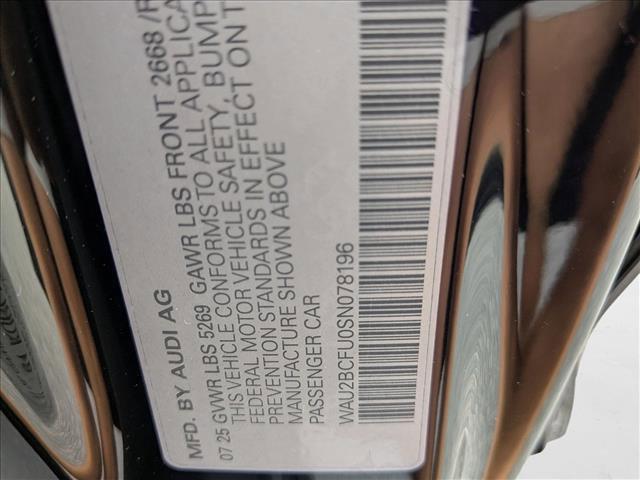 MFD. BY AUDI AG
07 25 GVWR LBS 5269 GAWR LBS FRONT 2668 /R
THIS VEHICLE CONFORMS TO ALL APPLICA
FEDERAL MOTOR VEHICLE SAFETY, BUMP
PREVENTION STANDARDS IN EFFECT ON T
MANUFACTURE SHOWN ABOVE
PASSENGER CAR
WAU2BCFU0SN078196